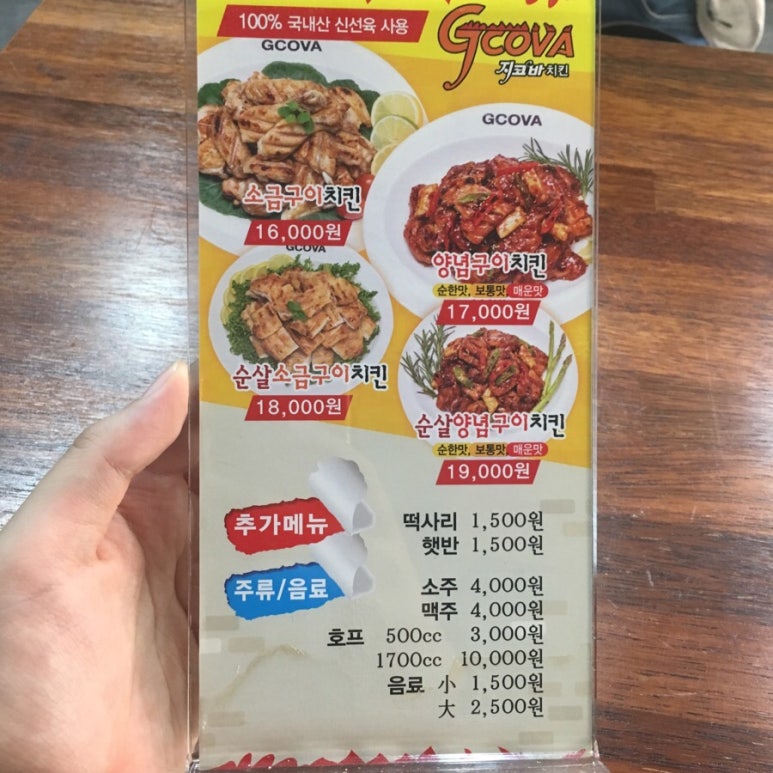 100% 국내산 신선육 사용
GCOVA
지코바치킨
GCOVA
소금구이치킨
16,000원
GCOVA
양념구이치킨
순한맛, 보통맛, 매운맛
17,000원
GCOVA
순살소금구이치킨
18,000원
순살양념구이치킨
순한맛, 보통맛, 매운맛
19,000원
추가메뉴
떡사리 1,500원
햇반 1,500원
주류/음료
소주 4,000원
맥주 4,000원
호프 500cc 3,000원
1700cc 10,000원
음료 小 1,500원
大 2,500원